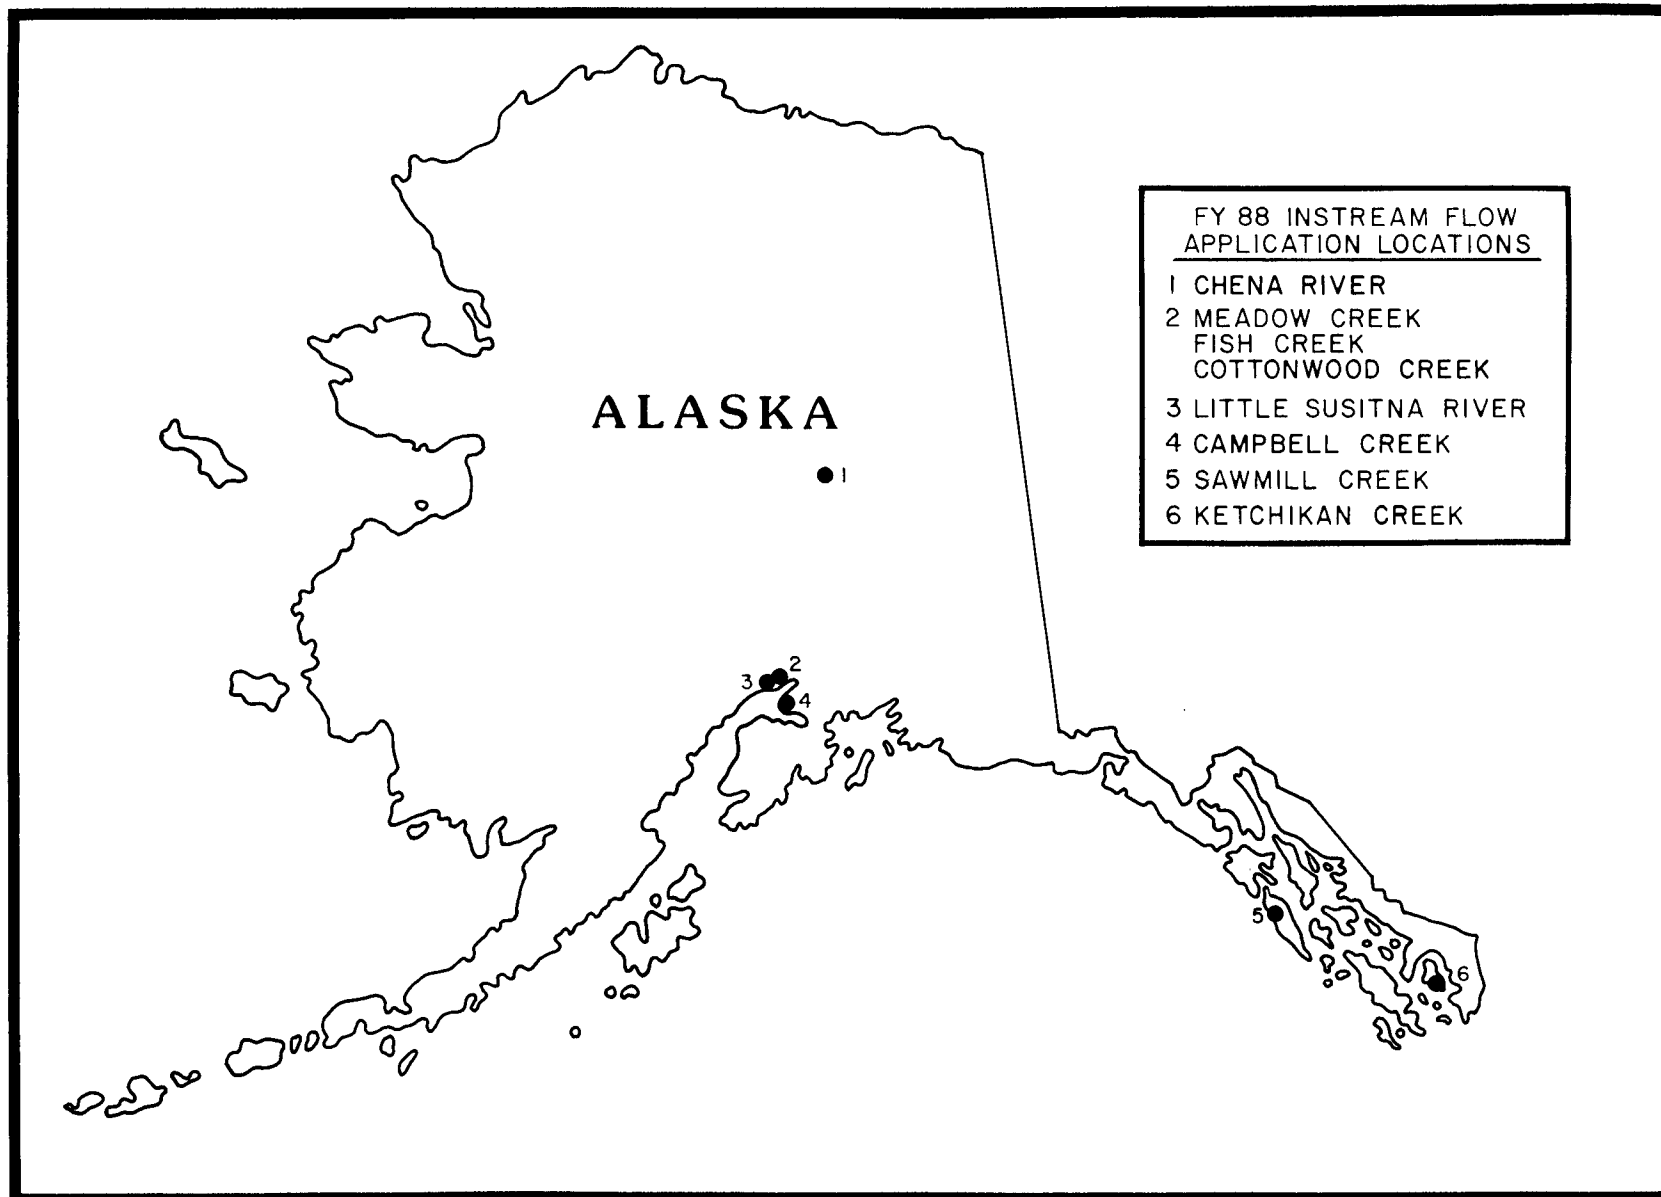 FY 88 INSTREAM FLOW
APPLICATION LOCATIONS
1 CHENA RIVER
2 MEADOW CREEK
FISH CREEK
COTTONWOOD CREEK
3 LITTLE SUSITNA RIVER
4 CAMPBELL CREEK
5 SAWMILL CREEK
6 KETCHIKAN CREEK
ALASKA
1
2
3
4
5
6